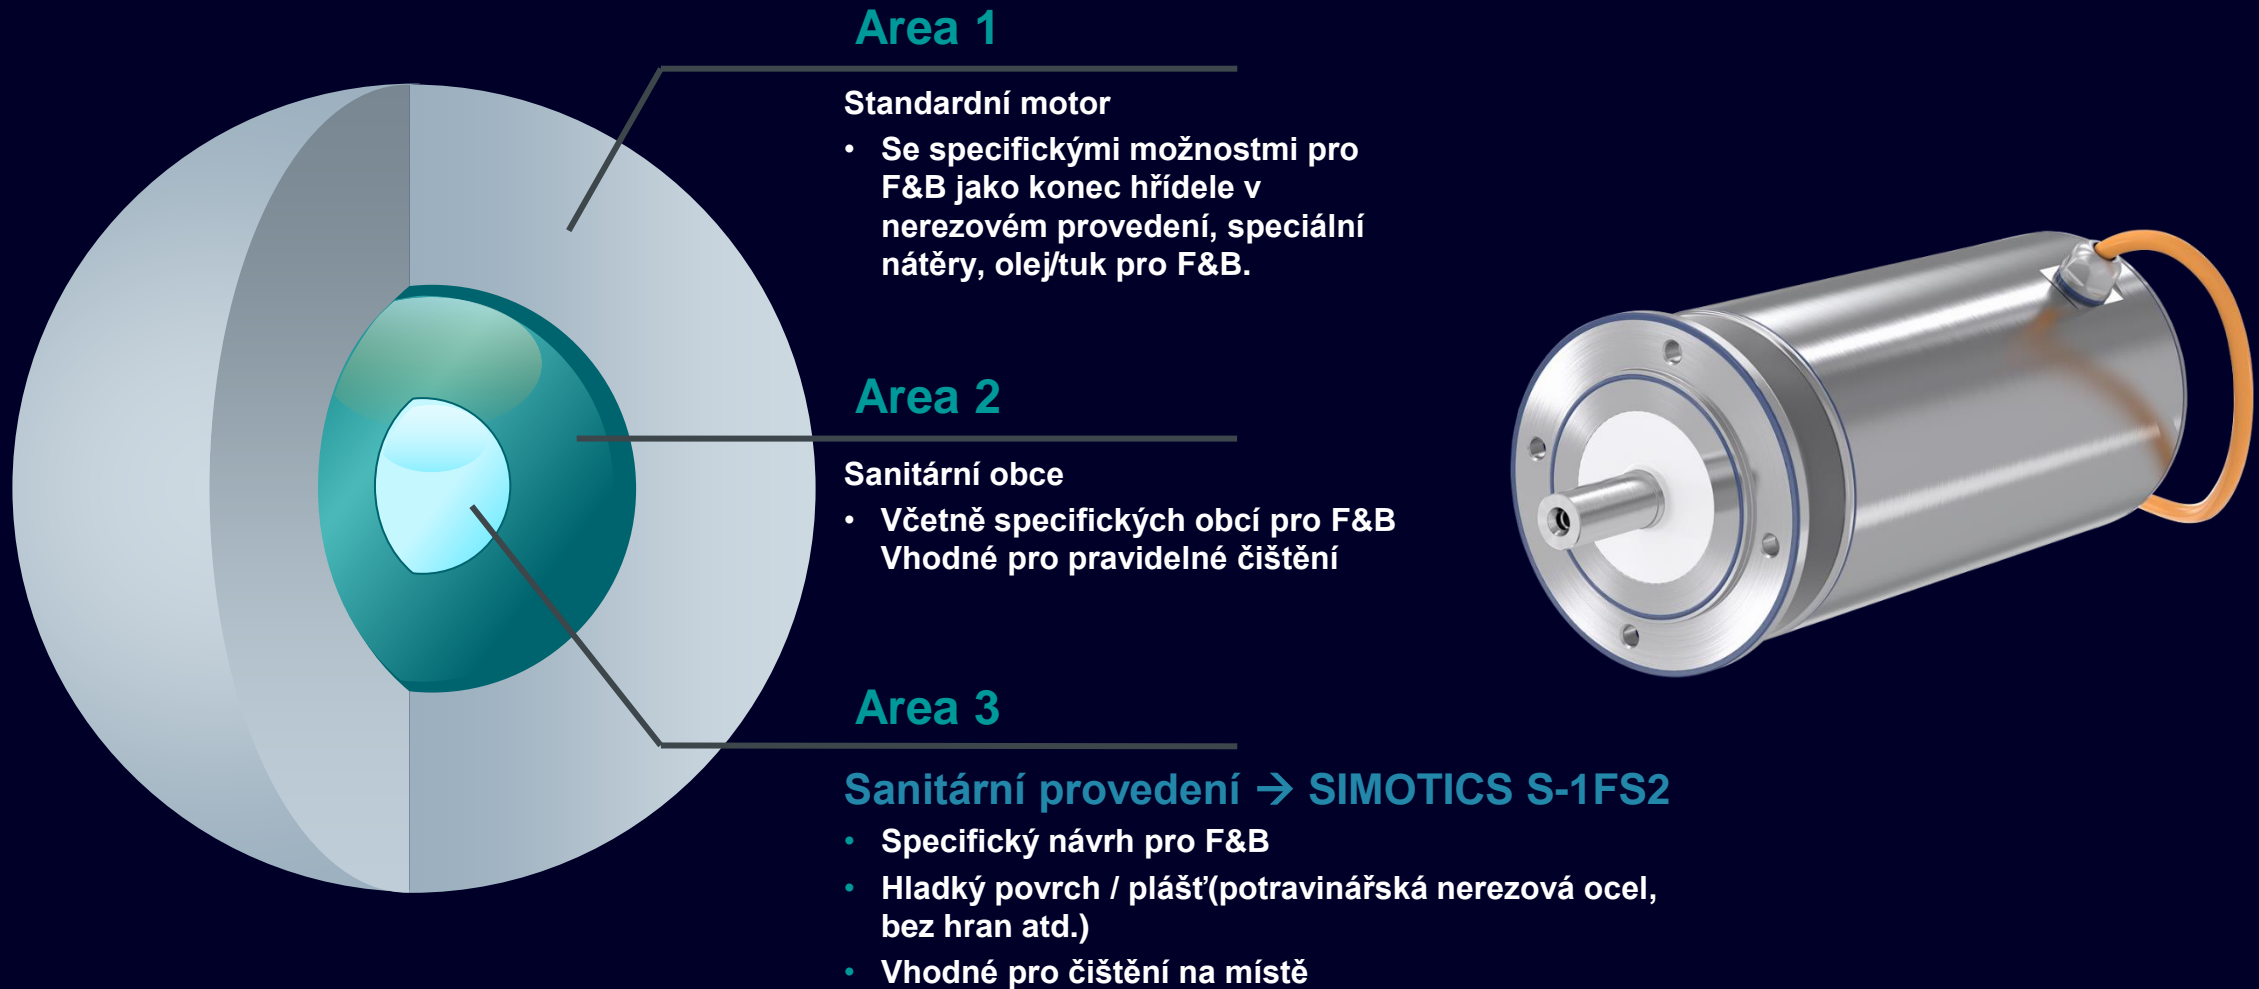 Area 1
Standardní motor
• Se specifickými možnostmi pro
F&B jako konec hřídele v
nerezovém provedení, speciální
nátěry, olej/tuk pro F&B.
Area 2
Sanitární obce
• Včetně specifických obcí pro F&B
Vhodné pro pravidelné čištění
Area 3
Sanitární provedení → SIMOTICS S-1FS2
• Specifický návrh pro F&B
• Hladký povrch / plášť(potravinářská nerezová ocel,
bez hran atd.)
• Vhodné pro čištění na místě